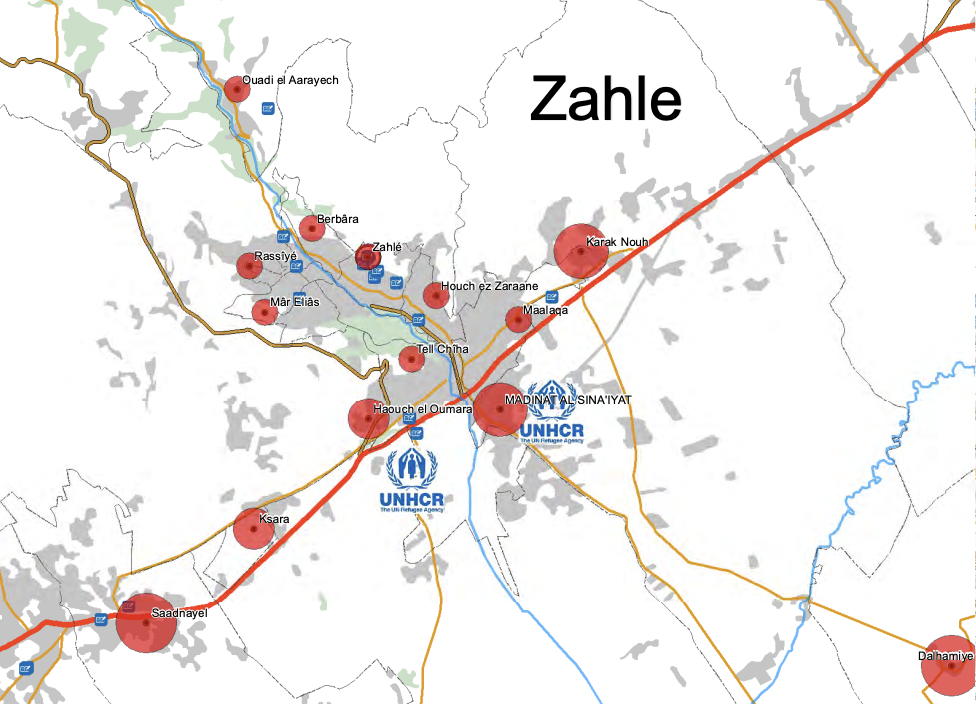 Zahle
Ouadi el Aarayech
Berbâra
Zahlé
Karak Nouh
Rassîyé
Houch ez Zaraane
Mâr Eliâs
Maalaqa
Tell Chîha
MADINAT AL SINA'IYAT
Haouch el Oumara
UNHCR
The UN Refugee Agency
UNHCR
The UN Refugee Agency
Ksara
Saadnayel
Dalhamiye